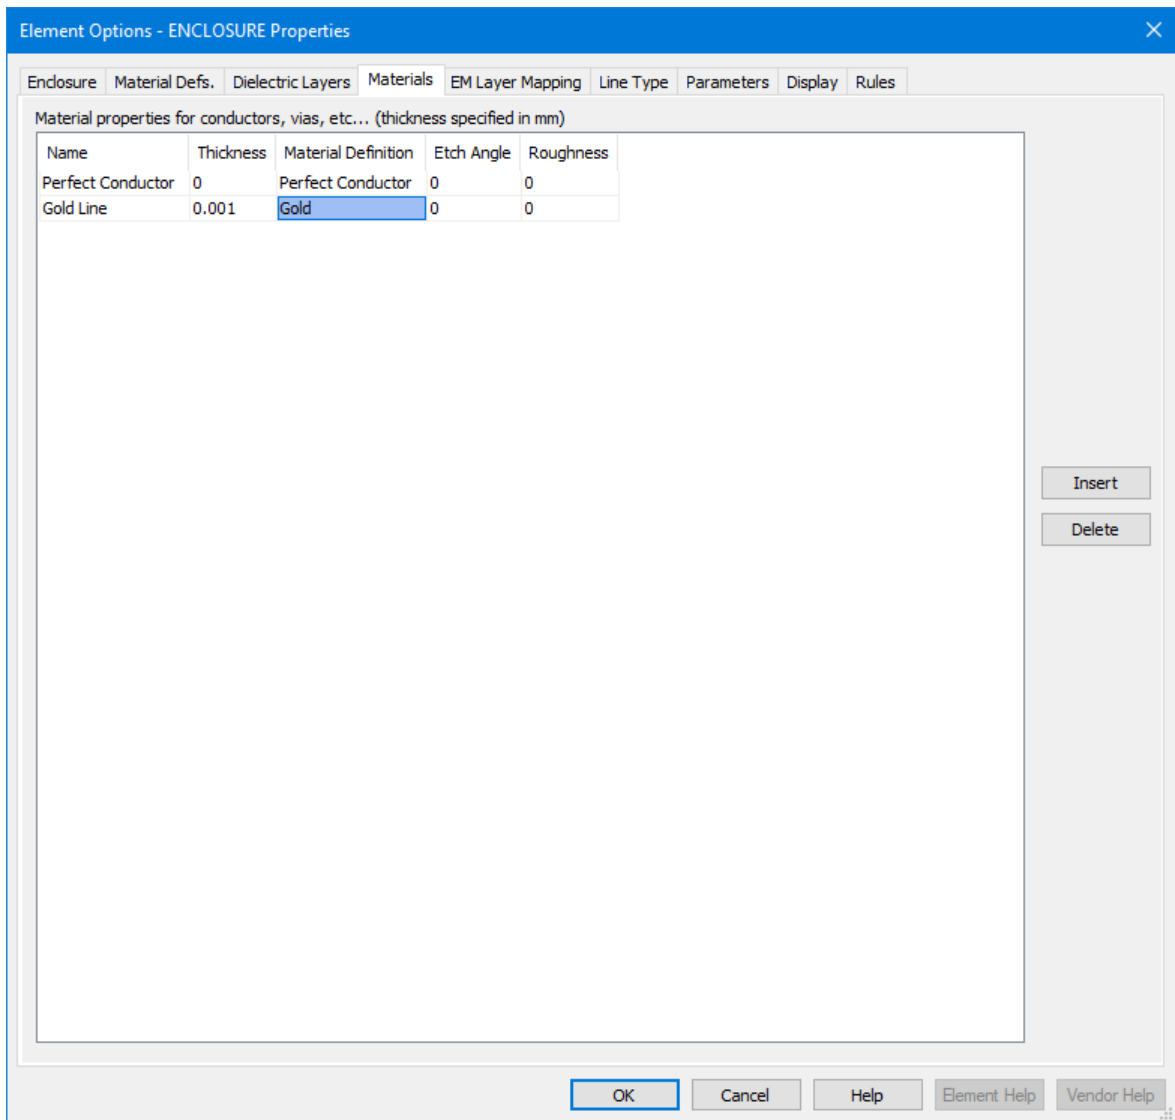 Element Options - ENCLOSURE Properties
Enclosure Material Defs. Dielectric Layers Materials EM Layer Mapping Line Type Parameters Display Rules
Material properties for conductors, vias, etc... (thickness specified in mm)
Name Thickness Material Definition Etch Angle Roughness
Perfect Conductor 0 Perfect Conductor 0 0
Gold Line 0.001 Gold 0 0
Insert
Delete
OK Cancel Help Element Help Vendor Help